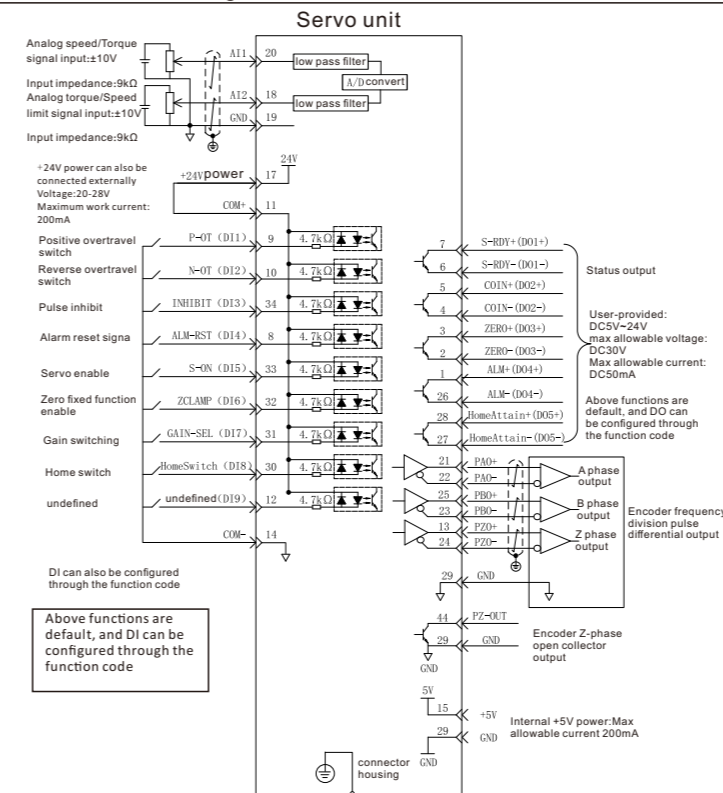 Servo unit
Analog speed/Torque
signal input:±10V
Input impedance:9kΩ
Analog torque/Speed
limit signal input:±10V
Input impedance:9kΩ
AI1
20
low pass filter
A/D convert
AI2
18
low pass filter
GND
19
+24V power can also be
connected externally
Voltage:20-28V
Maximum work current:
200mA
+24Vpower
17
24V
COM+
11
Positive overtravel
switch
P-OT (DI1)
9
4.7kΩ
Reverse overtravel
switch
N-OT (DI2)
10
4.7kΩ
Pulse inhibit
INHIBIT (DI3)
34
4.7kΩ
Alarm reset signa
ALM-RST (DI4)
8
4.7kΩ
Servo enable
S-ON (DI5)
33
4.7kΩ
Zero fixed function
enable
ZCLAMP (DI6)
32
4.7kΩ
Gain switching
GAIN-SEL (DI7)
31
4.7kΩ
Home switch
HomeSwitch (DI8)
30
4.7kΩ
undefined
undefined(DI9)
12
4.7kΩ
COM-
14
DI can also be configured
through the function code
Above functions are
default, and DI can be
configured through the
function code
7
S-RDY+(DO1+)
6
S-RDY-(DO1-)
5
COIN+(DO2+)
4
COIN-(DO2-)
3
ZERO+(DO3+)
2
ZERO-(DO3-)
1
ALM+(DO4+)
26
ALM-(DO4-)
28
HomeAttain+(DO5+)
27
HomeAttain-(DO5-)
Status output
User-provided:
DC5V~24V
max allowable voltage:
DC30V
Max allowable current:
DC50mA
Above functions are
default, and DO can
be configured through
the function code
21
PAO+
22
PAO-
25
PBO+
23
PBO-
13
PZO+
24
PZO-
A phase
output
B phase
output
Z phase
output
Encoder frequency
division pulse
differential output
29
GND
44
PZ-OUT
29
GND
GND
Encoder Z-phase
open collector
output
5V
15
+5V
29
GND
GND
Internal +5V power:Max
allowable current 200mA
connector
housing